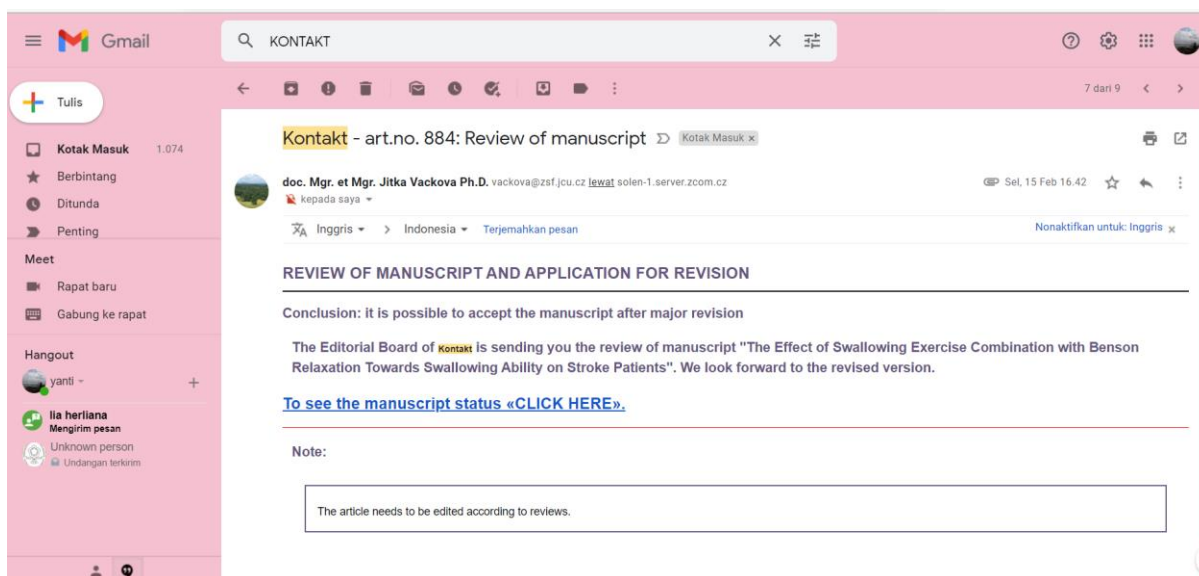 Gmail
KONTAKT
Tulis
7 dari 9
Kotak Masuk 1.074
Berbintang
Ditunda
Penting
Meet
Rapat baru
Gabung ke rapat
Hangout
yanti
lia herliana
Mengirim pesan
Unknown person
Undangan terkirim
Kontakt - art.no. 884: Review of manuscript Kotak Masuk x
doc. Mgr. et Mgr. Jitka Vackova Ph.D. vackova@zsf.jcu.cz lewat solen-1.server.zcom.cz
Sel, 15 Feb 16.42
kepada saya
Inggris > Indonesia Terjemahkan pesan
Nonaktifkan untuk: Inggris x
REVIEW OF MANUSCRIPT AND APPLICATION FOR REVISION
Conclusion: it is possible to accept the manuscript after major revision
The Editorial Board of Kontakt is sending you the review of manuscript "The Effect of Swallowing Exercise Combination with Benson
Relaxation Towards Swallowing Ability on Stroke Patients". We look forward to the revised version.
To see the manuscript status «CLICK HERE».
Note:
The article needs to be edited according to reviews.